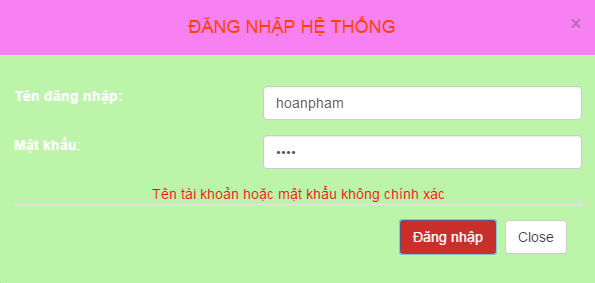 ĐĂNG NHẬP HỆ THỐNG ×
Tên đăng nhập: hoanpham
Mật khẩu: ••••
Tên tài khoản hoặc mật khẩu không chính xác
Đăng nhập Close